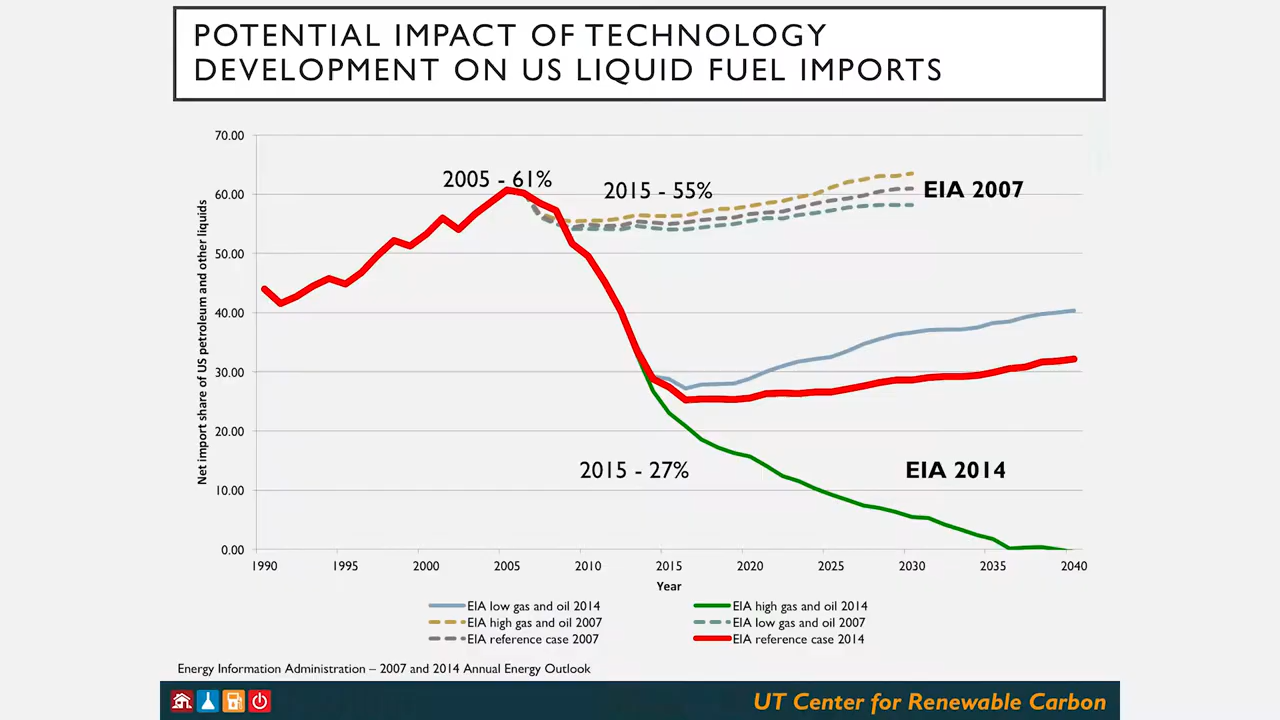 POTENTIAL IMPACT OF TECHNOLOGY
DEVELOPMENT ON US LIQUID FUEL IMPORTS
Net import share of US petroleum and other liquids
70.00
60.00
50.00
40.00
30.00
20.00
10.00
0.00
2005 - 61%
2015 - 55%
EIA 2007
2015 - 27%
EIA 2014
1990 1995 2000 2005 2010 2015 2020 2025 2030 2035 2040
Year
EIA low gas and oil 2014 EIA high gas and oil 2014
EIA high gas and oil 2007 EIA low gas and oil 2007
EIA reference case 2007 EIA reference case 2014
Energy Information Administration – 2007 and 2014 Annual Energy Outlook
UT Center for Renewable Carbon